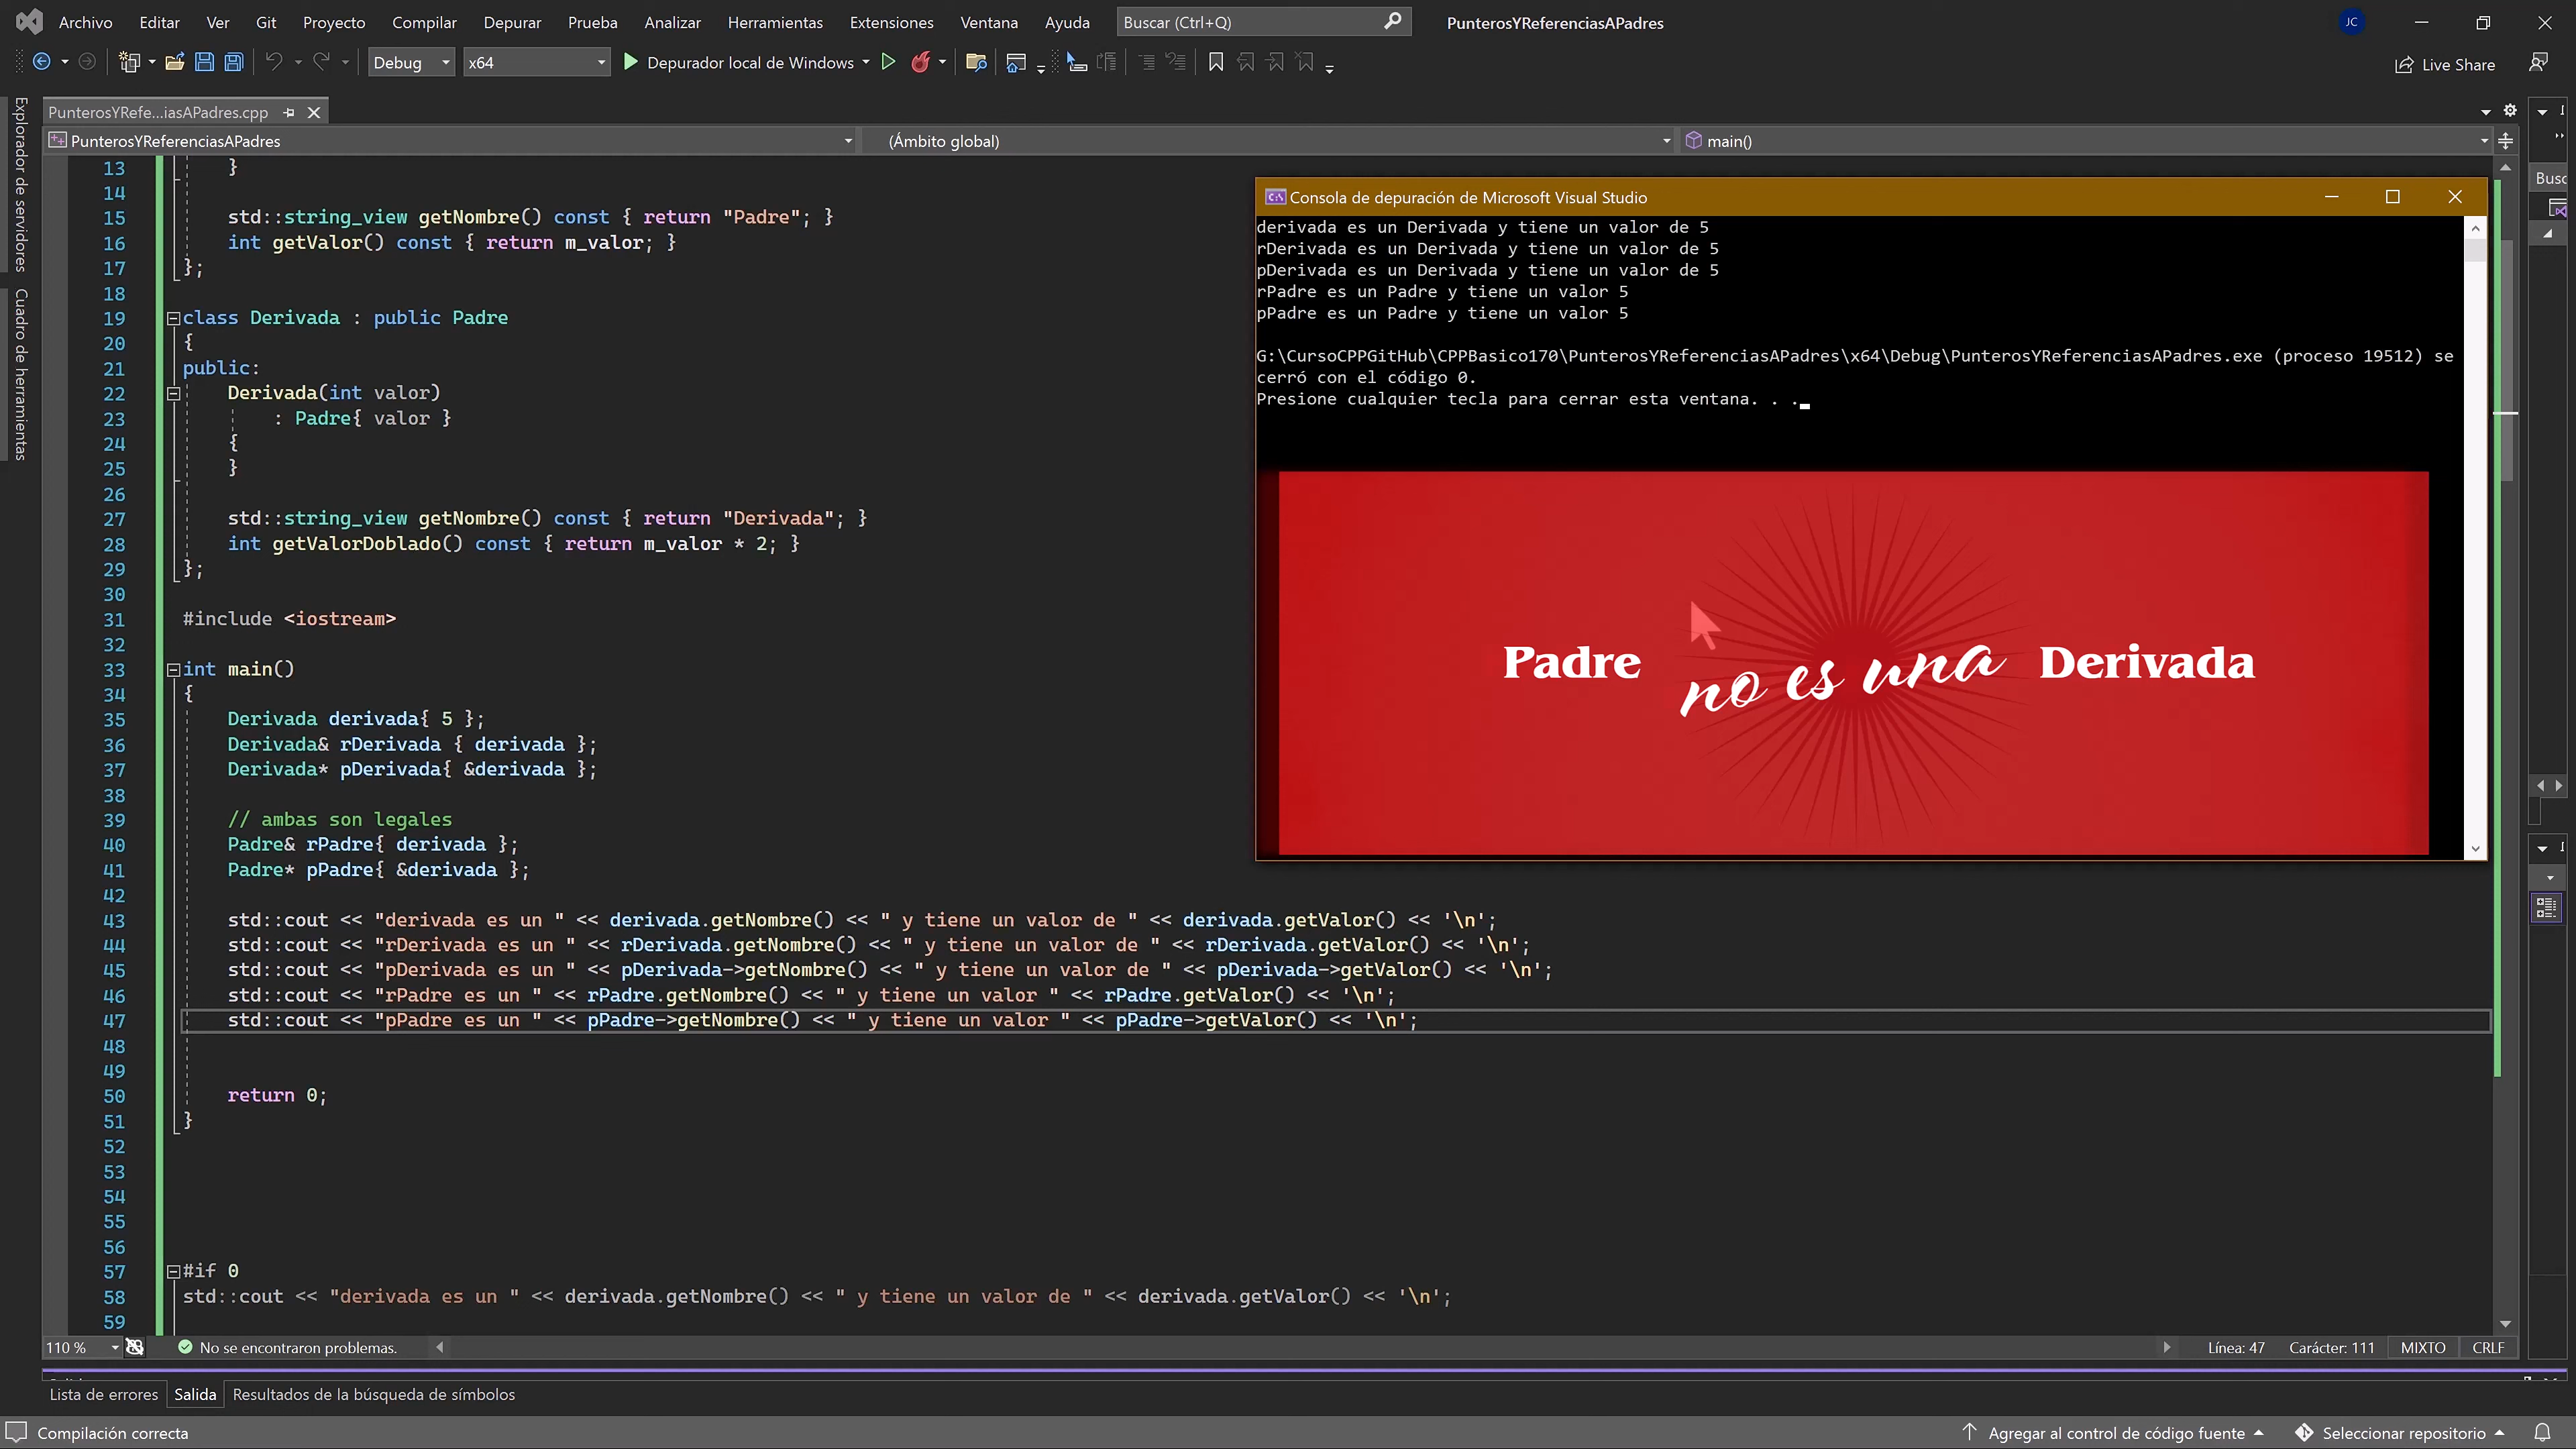 Archivo Editar Ver Git Proyecto Compilar Depurar Prueba Analizar Herramientas Extensiones Ventana Ayuda Buscar (Ctrl+Q) PunterosYReferenciasAPadres JC
Debug x64 Depurador local de Windows Live Share
Explorador de servidores
Cuadro de herramientas
PunterosYRefe...iasAPadres.cpp
PunterosYReferenciasAPadres (Ámbito global) main()
13 }
14
15 std::string_view getNombre() const { return "Padre"; }
16 int getValor() const { return m_valor; }
17 };
18
19 class Derivada : public Padre
20 {
21 public:
22 Derivada(int valor)
23 : Padre{ valor }
24 {
25 }
26
27 std::string_view getNombre() const { return "Derivada"; }
28 int getValorDoblado() const { return m_valor * 2; }
29 };
30
31 #include <iostream>
32
33 int main()
34 {
35 Derivada derivada{ 5 };
36 Derivada& rDerivada { derivada };
37 Derivada* pDerivada{ &derivada };
38
39 // ambas son legales
40 Padre& rPadre{ derivada };
41 Padre* pPadre{ &derivada };
42
43 std::cout << "derivada es un " << derivada.getNombre() << " y tiene un valor de " << derivada.getValor() << '\n';
44 std::cout << "rDerivada es un " << rDerivada.getNombre() << " y tiene un valor de " << rDerivada.getValor() << '\n';
45 std::cout << "pDerivada es un " << pDerivada->getNombre() << " y tiene un valor de " << pDerivada->getValor() << '\n';
46 std::cout << "rPadre es un " << rPadre.getNombre() << " y tiene un valor " << rPadre.getValor() << '\n';
47 std::cout << "pPadre es un " << pPadre->getNombre() << " y tiene un valor " << pPadre->getValor() << '\n';
48
49
50 return 0;
51 }
52
53
54
55
56
57 #if 0
58 std::cout << "derivada es un " << derivada.getNombre() << " y tiene un valor de " << derivada.getValor() << '\n';
59
Consola de depuración de Microsoft Visual Studio
derivada es un Derivada y tiene un valor de 5
rDerivada es un Derivada y tiene un valor de 5
pDerivada es un Derivada y tiene un valor de 5
rPadre es un Padre y tiene un valor 5
pPadre es un Padre y tiene un valor 5
G:\CursoCPPGitHub\CPPBasico170\PunterosYReferenciasAPadres\x64\Debug\PunterosYReferenciasAPadres.exe (proceso 19512) se
cerró con el código 0.
Presione cualquier tecla para cerrar esta ventana. . .
Padre no es una Derivada
Busc
110 % No se encontraron problemas. Línea: 47 Carácter: 111 MIXTO CRLF
Lista de errores Salida Resultados de la búsqueda de símbolos
Compilación correcta Agregar al control de código fuente Seleccionar repositorio